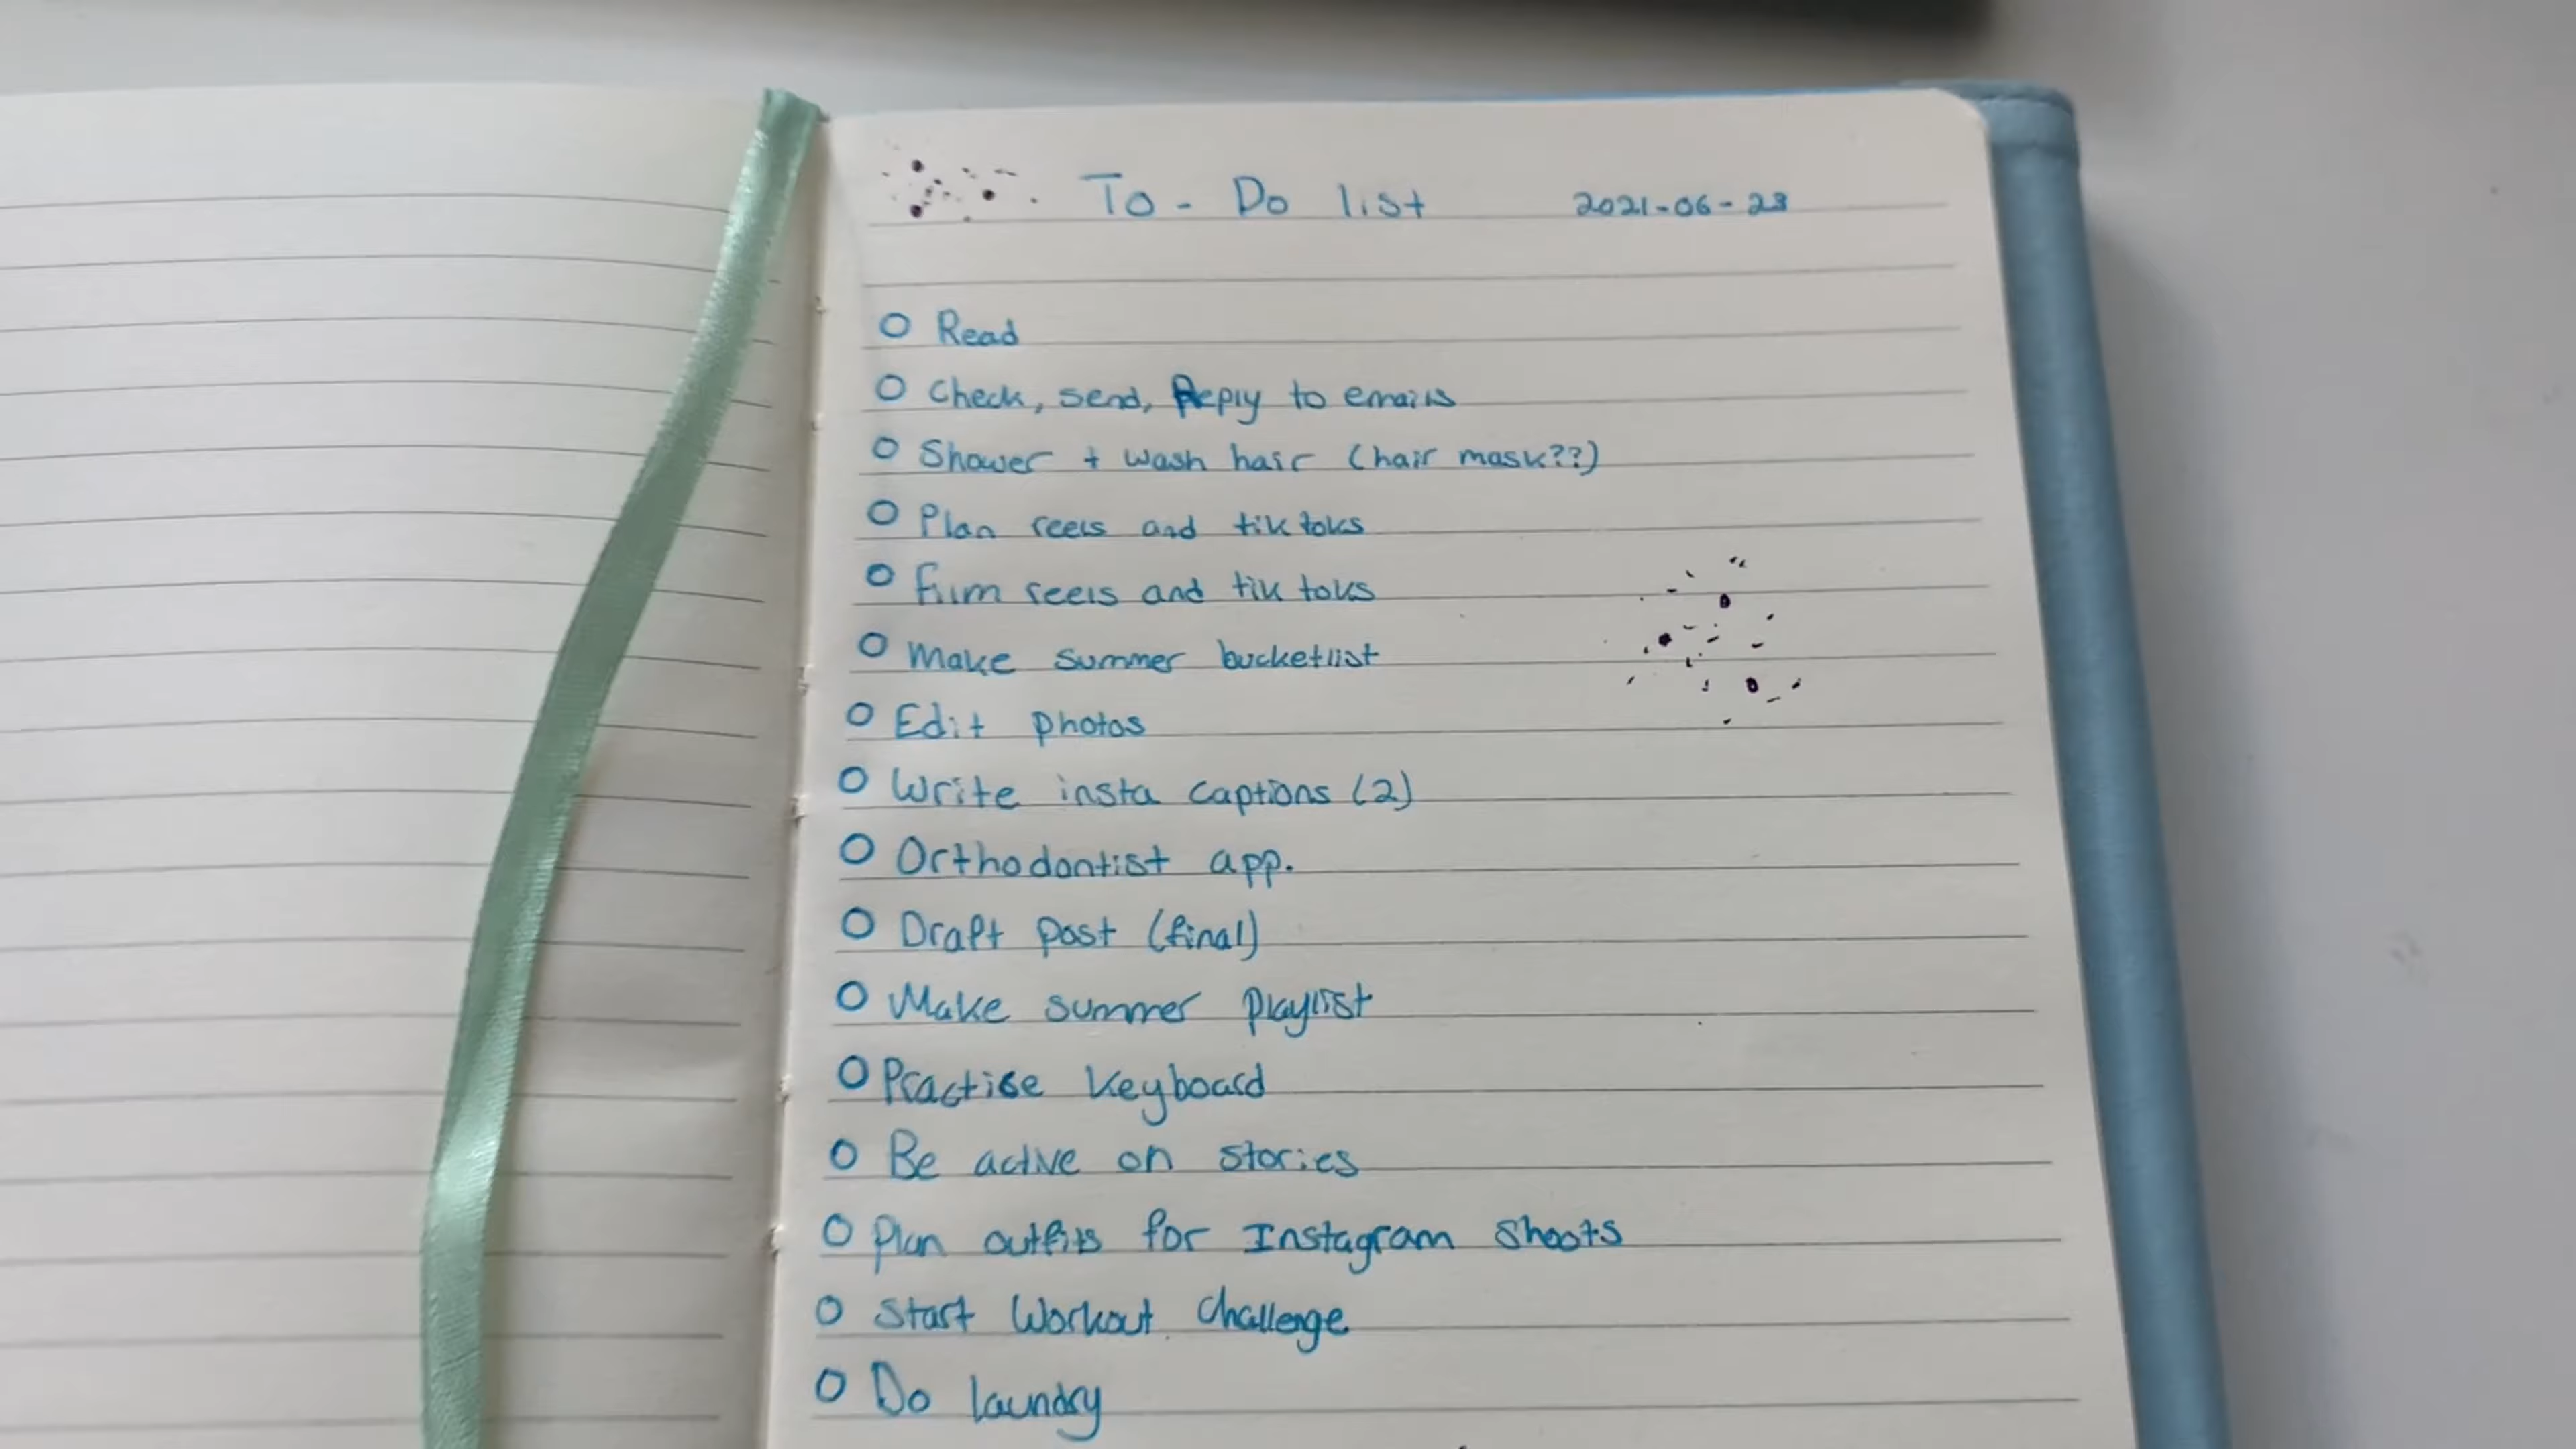 To - Do list 2021-06-23
O Read
O Check, send, Reply to emails
O Shower + wash hair (hair mask??)
O Plan reels and tik toks
O Film reels and tik toks
O Make summer bucketlist
O Edit photos
O Write insta captions (2)
O Orthodontist app.
O Draft post (final)
O Make summer playlist
O Practise keyboard
O Be active on stories
O Plan outfits for Instagram shoots
O Start Workout Challenge
O Do laundry